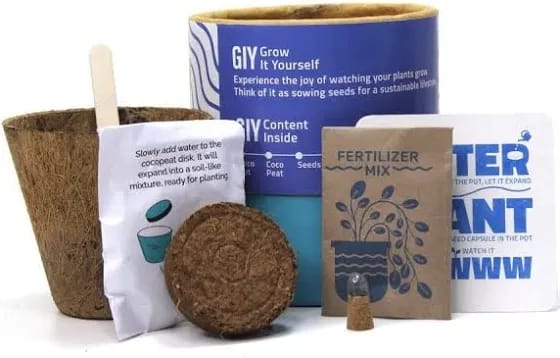 GIY Grow
It Yourself
Experience the joy of watching your plants grow
Think of it as sowing seeds for a sustainable lifestyle
GIY Content
Inside
Coco
Peat
Seeds
Slowly add water to the
cocopeat disk. It will
expand into a soil-like
mixture, ready for planting
FERTILIZER
MIX
TER
THE POT, LET IT EXPAND
ANT
SEED CAPSULE IN THE POT
WATCH IT
WWW